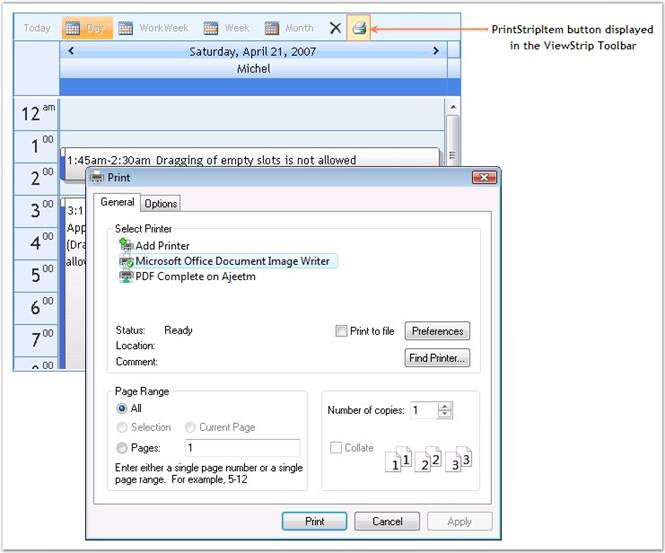 Today Day WorkWeek Week Month
PrintStripItem button displayed
in the ViewStrip Toolbar
Saturday, April 21, 2007
Michel
12 am
1 00
1:45am-2:30am Dragging of empty slots is not allowed
2 00
3 00
3:1
App
4 00
(Dra
allov
5 00
6 00
7 00
8 00
Print
General Options
Select Printer
Add Printer
Microsoft Office Document Image Writer
PDF Complete on Ajeetm
Status: Ready
Print to file Preferences
Location:
Comment:
Find Printer...
Page Range
All
Selection Current Page
Pages: 1
Enter either a single page number or a single
page range. For example, 5-12
Number of copies: 1
Collate
1 1 2 2 3 3
Print Cancel Apply